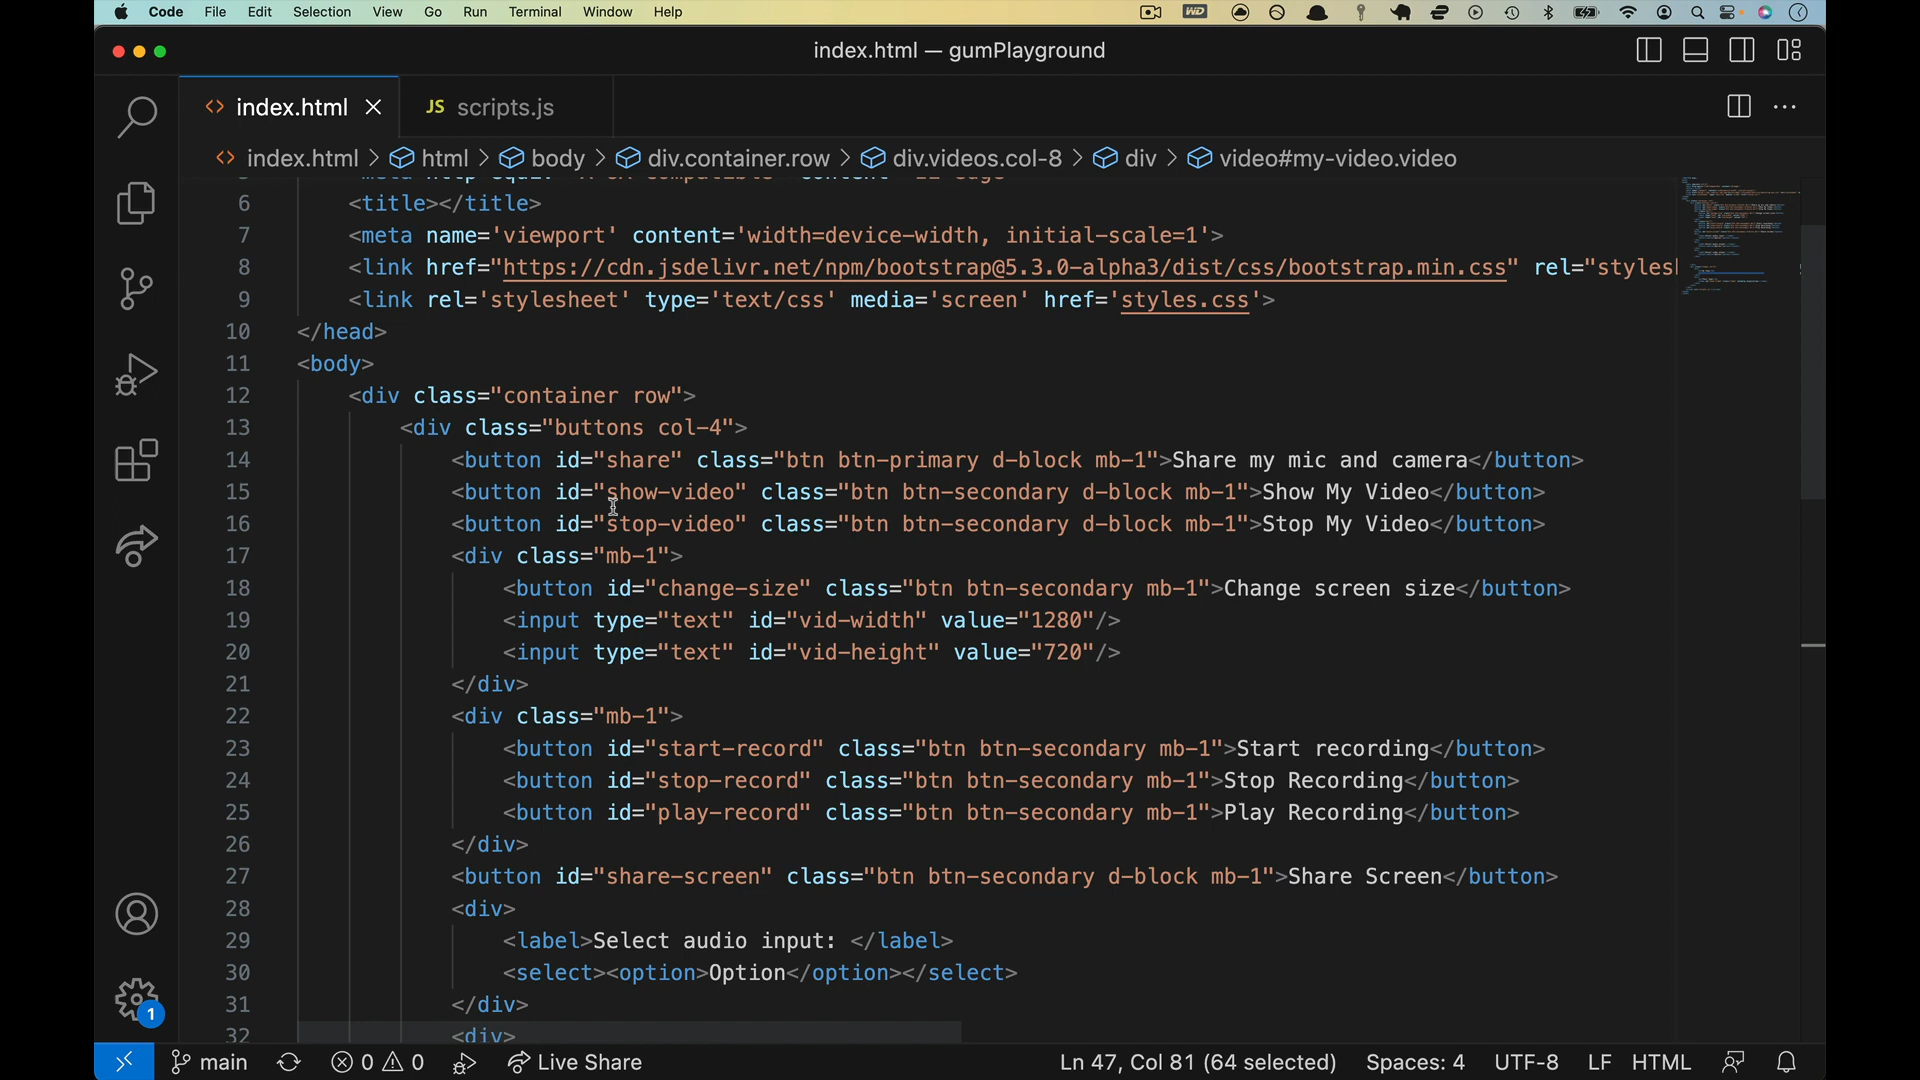 Code File Edit Selection View Go Run Terminal Window Help
WD
index.html — gumPlayground
index.html
JS scripts.js
index.html > html > body > div.container.row > div.videos.col-8 > div > video#my-video.video
6 <title></title>
7 <meta name='viewport' content='width=device-width, initial-scale=1'>
8 <link href="https://cdn.jsdelivr.net/npm/bootstrap@5.3.0-alpha3/dist/css/bootstrap.min.css" rel="styles
9 <link rel='stylesheet' type='text/css' media='screen' href='styles.css'>
10 </head>
11 <body>
12 <div class="container row">
13 <div class="buttons col-4">
14 <button id="share" class="btn btn-primary d-block mb-1">Share my mic and camera</button>
15 <button id="show-video" class="btn btn-secondary d-block mb-1">Show My Video</button>
16 <button id="stop-video" class="btn btn-secondary d-block mb-1">Stop My Video</button>
17 <div class="mb-1">
18 <button id="change-size" class="btn btn-secondary mb-1">Change screen size</button>
19 <input type="text" id="vid-width" value="1280"/>
20 <input type="text" id="vid-height" value="720"/>
21 </div>
22 <div class="mb-1">
23 <button id="start-record" class="btn btn-secondary mb-1">Start recording</button>
24 <button id="stop-record" class="btn btn-secondary mb-1">Stop Recording</button>
25 <button id="play-record" class="btn btn-secondary mb-1">Play Recording</button>
26 </div>
27 <button id="share-screen" class="btn btn-secondary d-block mb-1">Share Screen</button>
28 <div>
29 <label>Select audio input: </label>
30 <select><option>Option</option></select>
31 </div>
32 <div>
1
main 0 0 Live Share Ln 47, Col 81 (64 selected) Spaces: 4 UTF-8 LF HTML